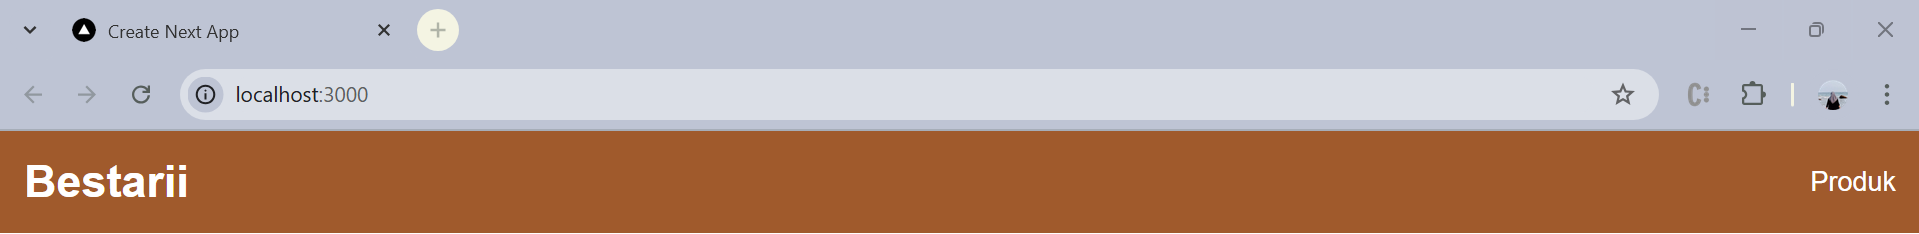 Create Next App
localhost:3000
Bestarii
Produk